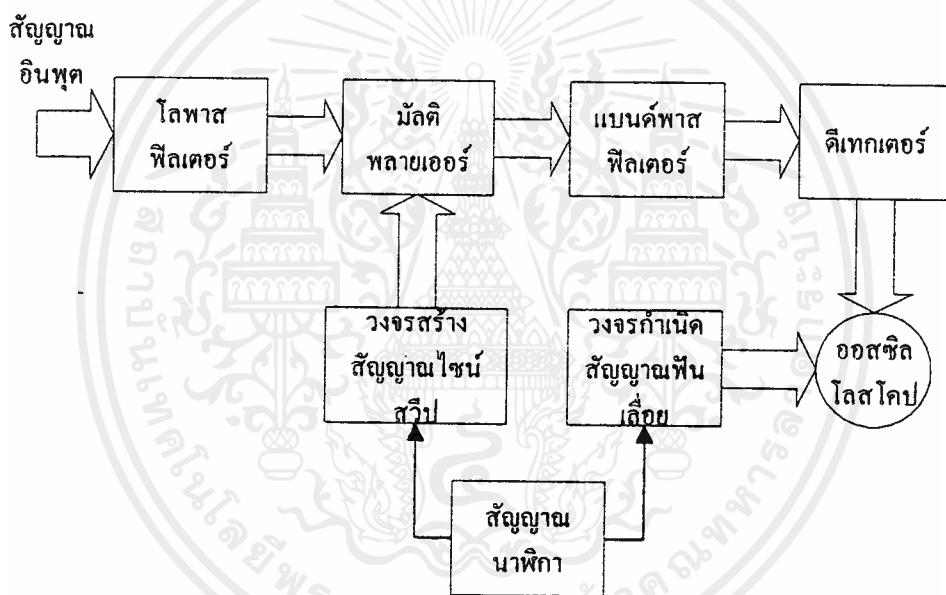 สัญญาณ
อินพุต
โลพาส
ฟิลเตอร์
มัลติ
พลายเออร์
แบนด์พาส
ฟิลเตอร์
ดีเทกเตอร์
วงจรสร้าง
สัญญาณไซน์
สวีป
วงจรกำเนิด
สัญญาณฟัน
เลื่อย
ออสซิล
โลสโคป
สัญญาณ
นาฬิกา